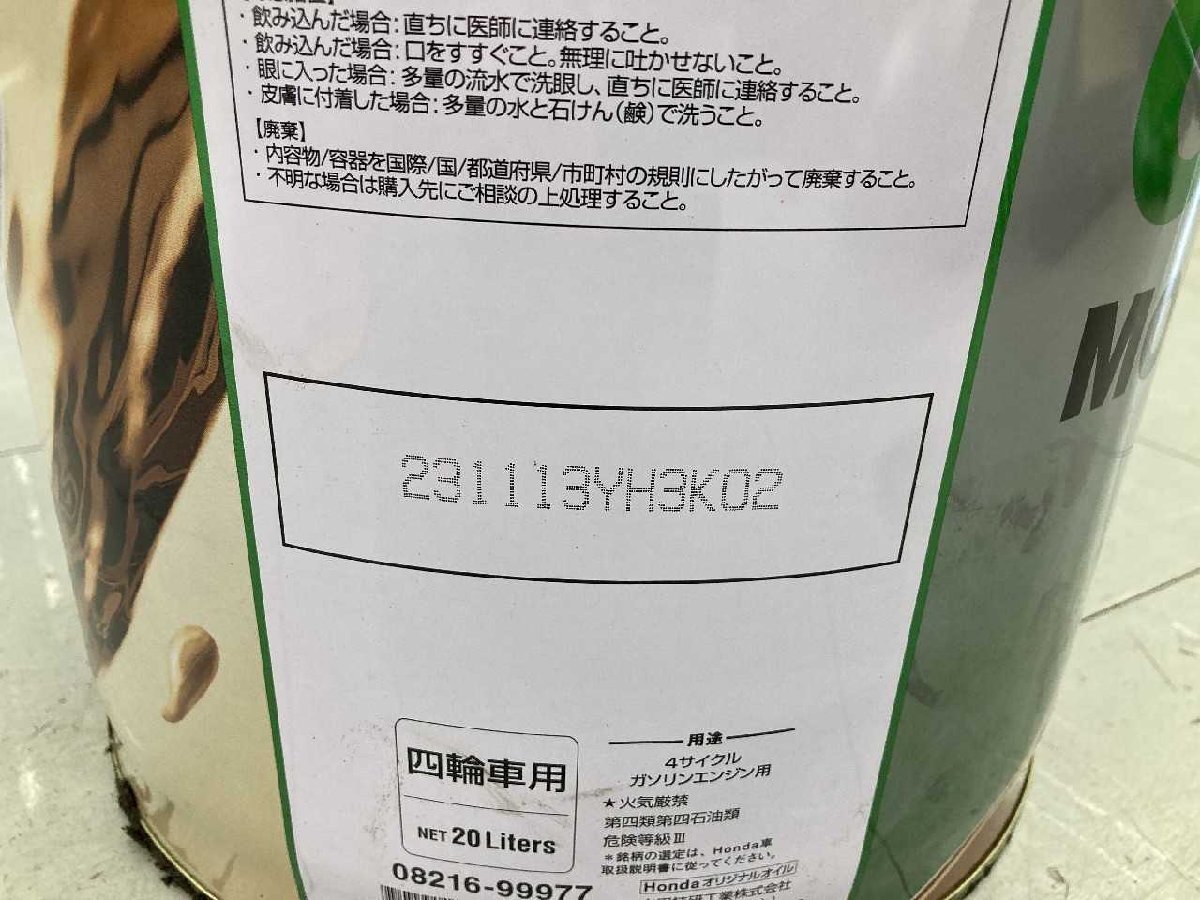 ・飲み込んだ場合：直ちに医師に連絡すること。
・飲み込んだ場合：口をすすぐこと。無理に吐かせないこと。
・眼に入った場合：多量の流水で洗眼し、直ちに医師に連絡すること。
・皮膚に付着した場合：多量の水と石けん（鹸）で洗うこと。
【廃棄】
・内容物/容器を国際/国/都道府県/市町村の規則にしたがって廃棄すること。
・不明な場合は購入先にご相談の上処理すること。
231113YH3K02
四輪車用
NET 20 Liters
08216-99977
用途
4サイクル
ガソリンエンジン用
★火気厳禁
第四類第四石油類
危険等級Ⅲ
＊銘柄の選定は、Honda車
取扱説明書に従ってください。
Hondaオリジナルオイル
本田技研工業株式会社